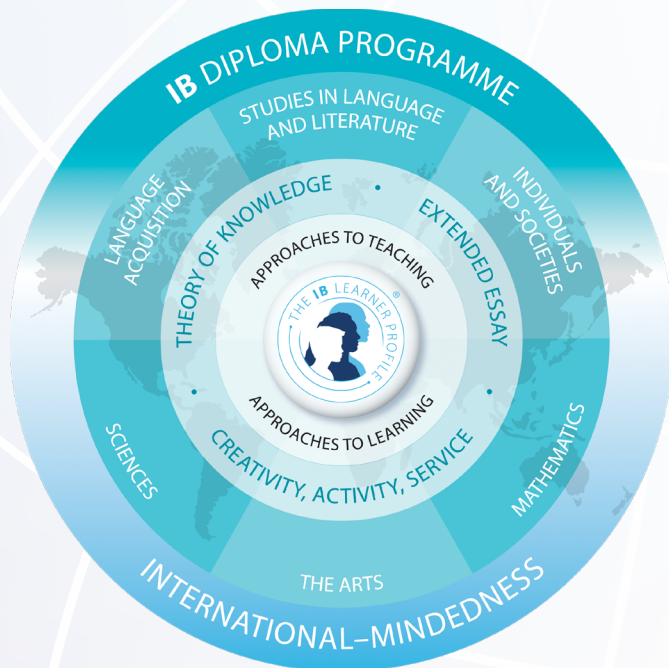 IB DIPLOMA PROGRAMME
STUDIES IN LANGUAGE
AND LITERATURE
LANGUAGE
ACQUISITION
INDIVIDUALS
AND SOCIETIES
THEORY OF KNOWLEDGE
EXTENDED ESSAY
APPROACHES TO TEACHING
THE IB LEARNER PROFILE
®
APPROACHES TO LEARNING
CREATIVITY, ACTIVITY, SERVICE
SCIENCES
MATHEMATICS
THE ARTS
INTERNATIONAL–MINDEDNESS